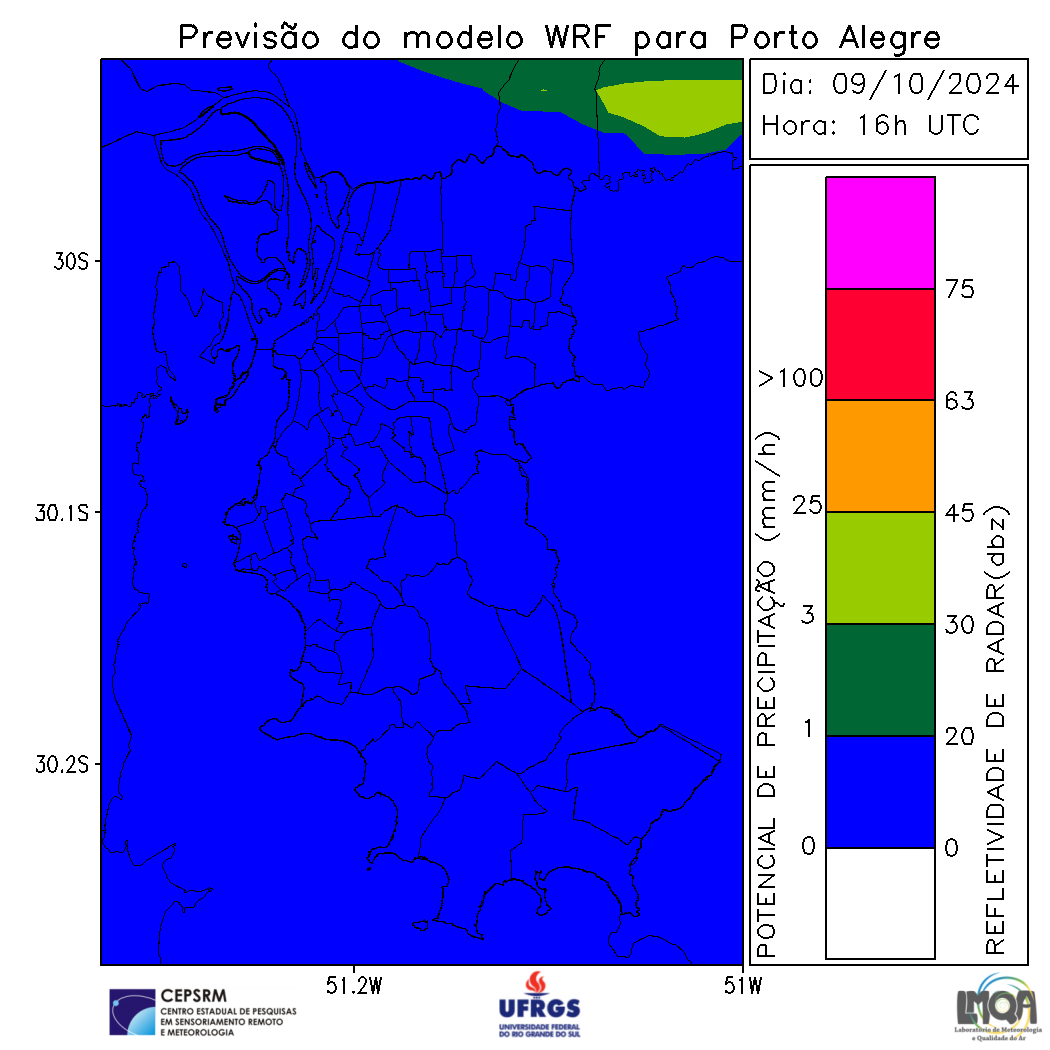 Previsão do modelo WRF para Porto Alegre
Dia: 09/10/2024
Hora: 16h UTC
30S
30.1S
30.2S
51.2W
51W
POTENCIAL DE PRECIPITAÇÃO (mm/h)
>100
25
3
1
0
75
63
45
30
20
0
REFLETIVIDADE DE RADAR(dbz)
CEPSRM
CENTRO ESTADUAL DE PESQUISAS
EM SENSORIAMENTO REMOTO
E METEOROLOGIA
UFRGS
UNIVERSIDADE FEDERAL
DO RIO GRANDE DO SUL
LMQA
Laboratório de Meteorologia
e Qualidade do Ar